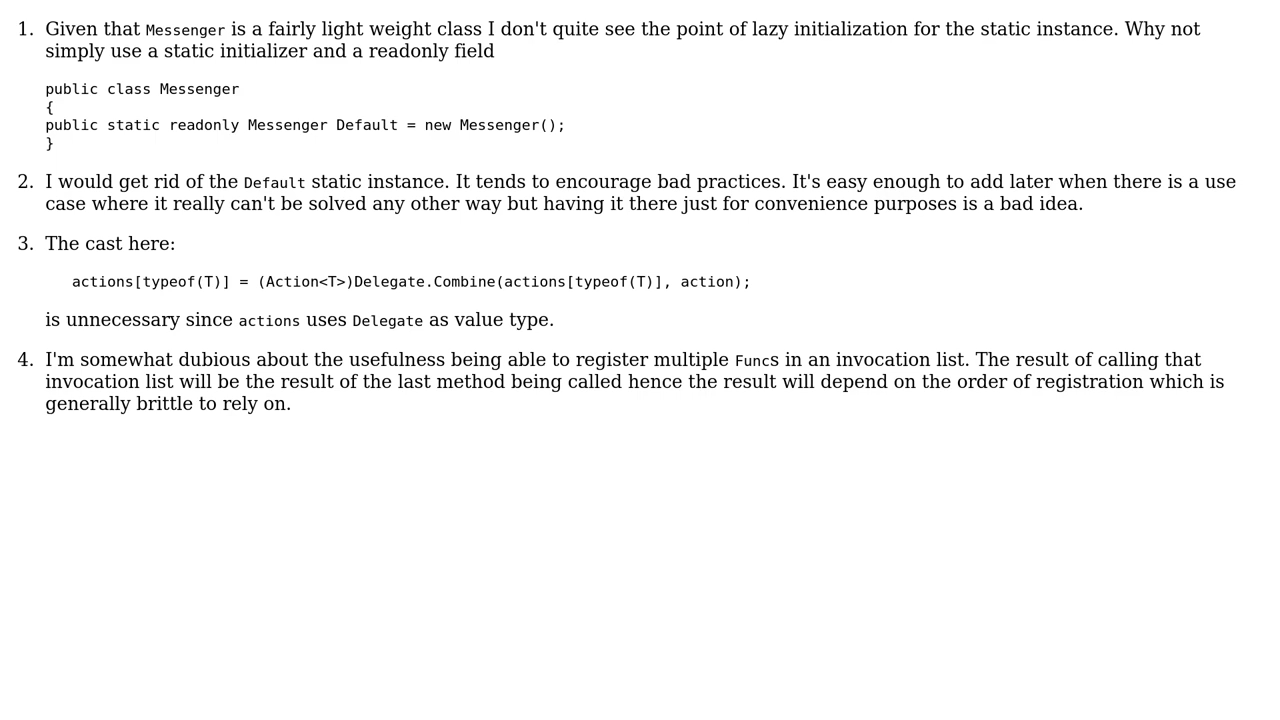 1. Given that Messenger is a fairly light weight class I don't quite see the point of lazy initialization for the static instance. Why not
simply use a static initializer and a readonly field
public class Messenger
{
public static readonly Messenger Default = new Messenger();
}
2. I would get rid of the Default static instance. It tends to encourage bad practices. It's easy enough to add later when there is a use
case where it really can't be solved any other way but having it there just for convenience purposes is a bad idea.
3. The cast here:
actions[typeof(T)] = (Action<T>)Delegate.Combine(actions[typeof(T)], action);
is unnecessary since actions uses Delegate as value type.
4. I'm somewhat dubious about the usefulness being able to register multiple Funcs in an invocation list. The result of calling that
invocation list will be the result of the last method being called hence the result will depend on the order of registration which is
generally brittle to rely on.